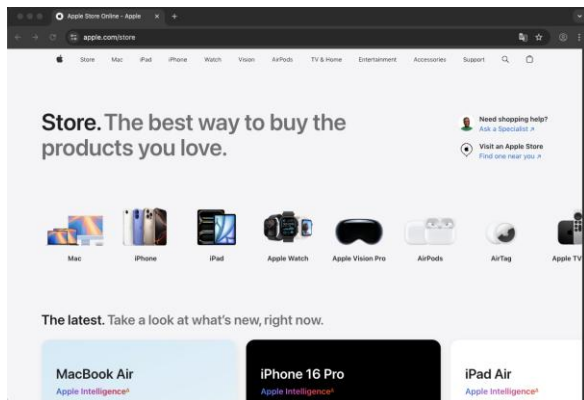 Apple Store Online - Apple
apple.com/store
Store Mac iPad iPhone Watch Vision AirPods TV & Home Entertainment Accessories Support
Store. The best way to buy the
products you love.
Need shopping help?
Ask a Specialist ↗
Visit an Apple Store
Find one near you ↗
Mac iPhone iPad Apple Watch Apple Vision Pro AirPods AirTag Apple TV
The latest. Take a look at what's new, right now.
MacBook Air
Apple Intelligence∆
iPhone 16 Pro
Apple Intelligence∆
iPad Air
Apple Intelligence∆